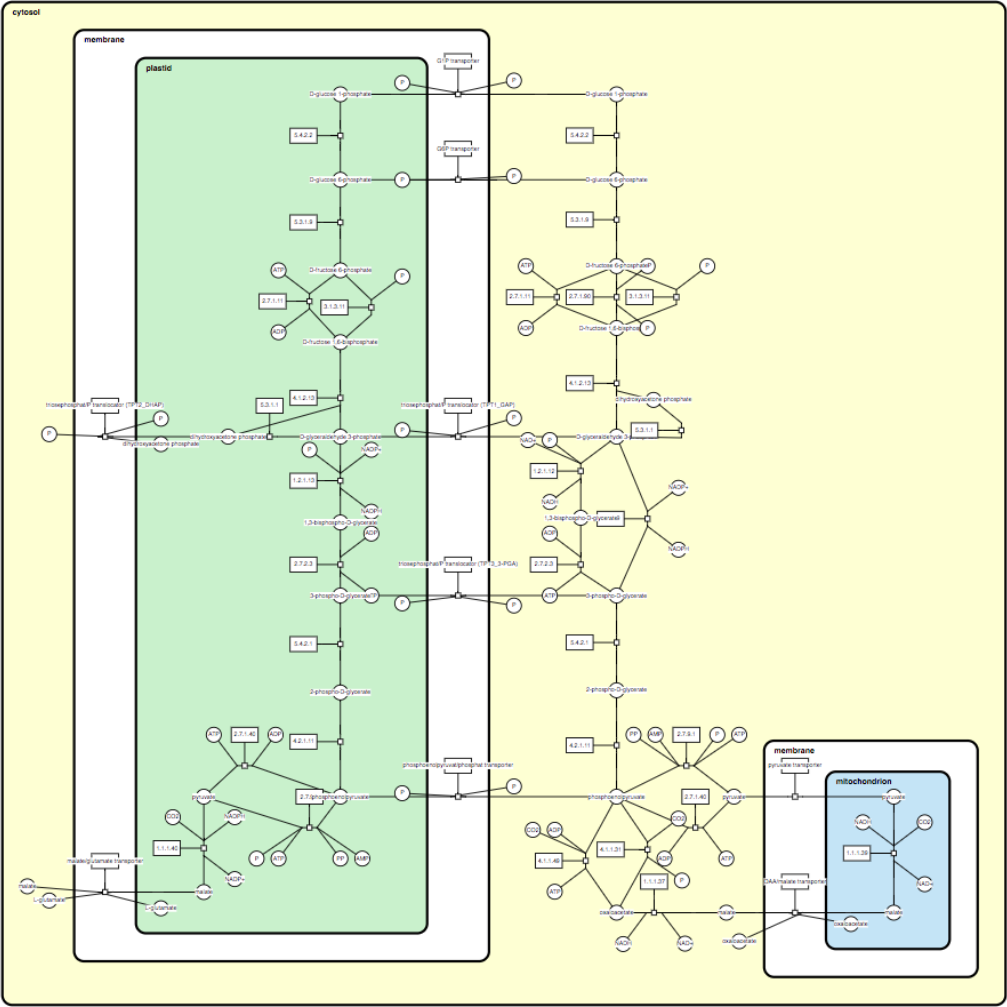 cytosol
membrane
plastid
G1P transporter
P
P
D-glucose 1-phosphate
D-glucose 1-phosphate
5.4.2.2
5.4.2.2
G6P transporter
D-glucose 6-phosphate
P
P
D-glucose 6-phosphate
5.3.1.9
5.3.1.9
ATP
D-fructose 6-phosphate
P
ATP
D-fructose 6-phosphate
P
P
2.7.1.11
3.1.3.11
2.7.1.11
2.7.1.90
3.1.3.11
ADP
D-fructose 1,6-bisphosphate
ADP
D-fructose 1,6-bisphosp
P
4.1.2.13
4.1.2.13
dihydroxyacetone phosphate
triosephosphat/P translocator (TPT2_DHAP)
5.3.1.1
triosephosphat/P translocator (TPT1_GAP)
P
P
P
P
dihydroxyacetone phosphate
dihydroxyacetone phosphate
D-glyceraldehyde 3-phosphate
D-glyceraldehyde 3-
5.3.1.1
P
NADP+
NAD+
P
1.2.1.13
1.2.1.12
NADPH
NADH
NADP+
1,3-bisphospho-D-glycerate
1,3-bisphospho-D-glycerate
ADP
ADP
NADPH
2.7.2.3
triosephosphat/P translocator (TPT3_3-PGA)
2.7.2.3
3-phospho-D-glycerate
P
P
ATP
3-phospho-D-glycerate
5.4.2.1
5.4.2.1
2-phospho-D-glycerate
2-phospho-D-glycerate
ATP
2.7.1.40
ADP
4.2.1.11
PP
AMP
2.7.9.1
P
ATP
4.2.1.11
membrane
phosphoenolpyruvat/phosphat transporter
pyruvate transporter
mitochondrion
pyruvate
phosphoenolpyruvate
P
P
phosphoenolpyruvate
2.7.1.40
pyruvate
pyruvate
CO2
NADPH
CO2
ADP
CO2
NADH
CO2
1.1.1.40
P
ATP
PP
AMP
4.1.1.49
4.1.1.31
ADP
ATP
1.1.1.39
malate/glutamate transporter
NADP+
ATP
1.1.1.37
P
OAA/malate transporter
NAD+
malate
malate
L-glutamate
L-glutamate
oxaloacetate
malate
malate
oxaloacetate
NADH
NAD+
oxaloacetate